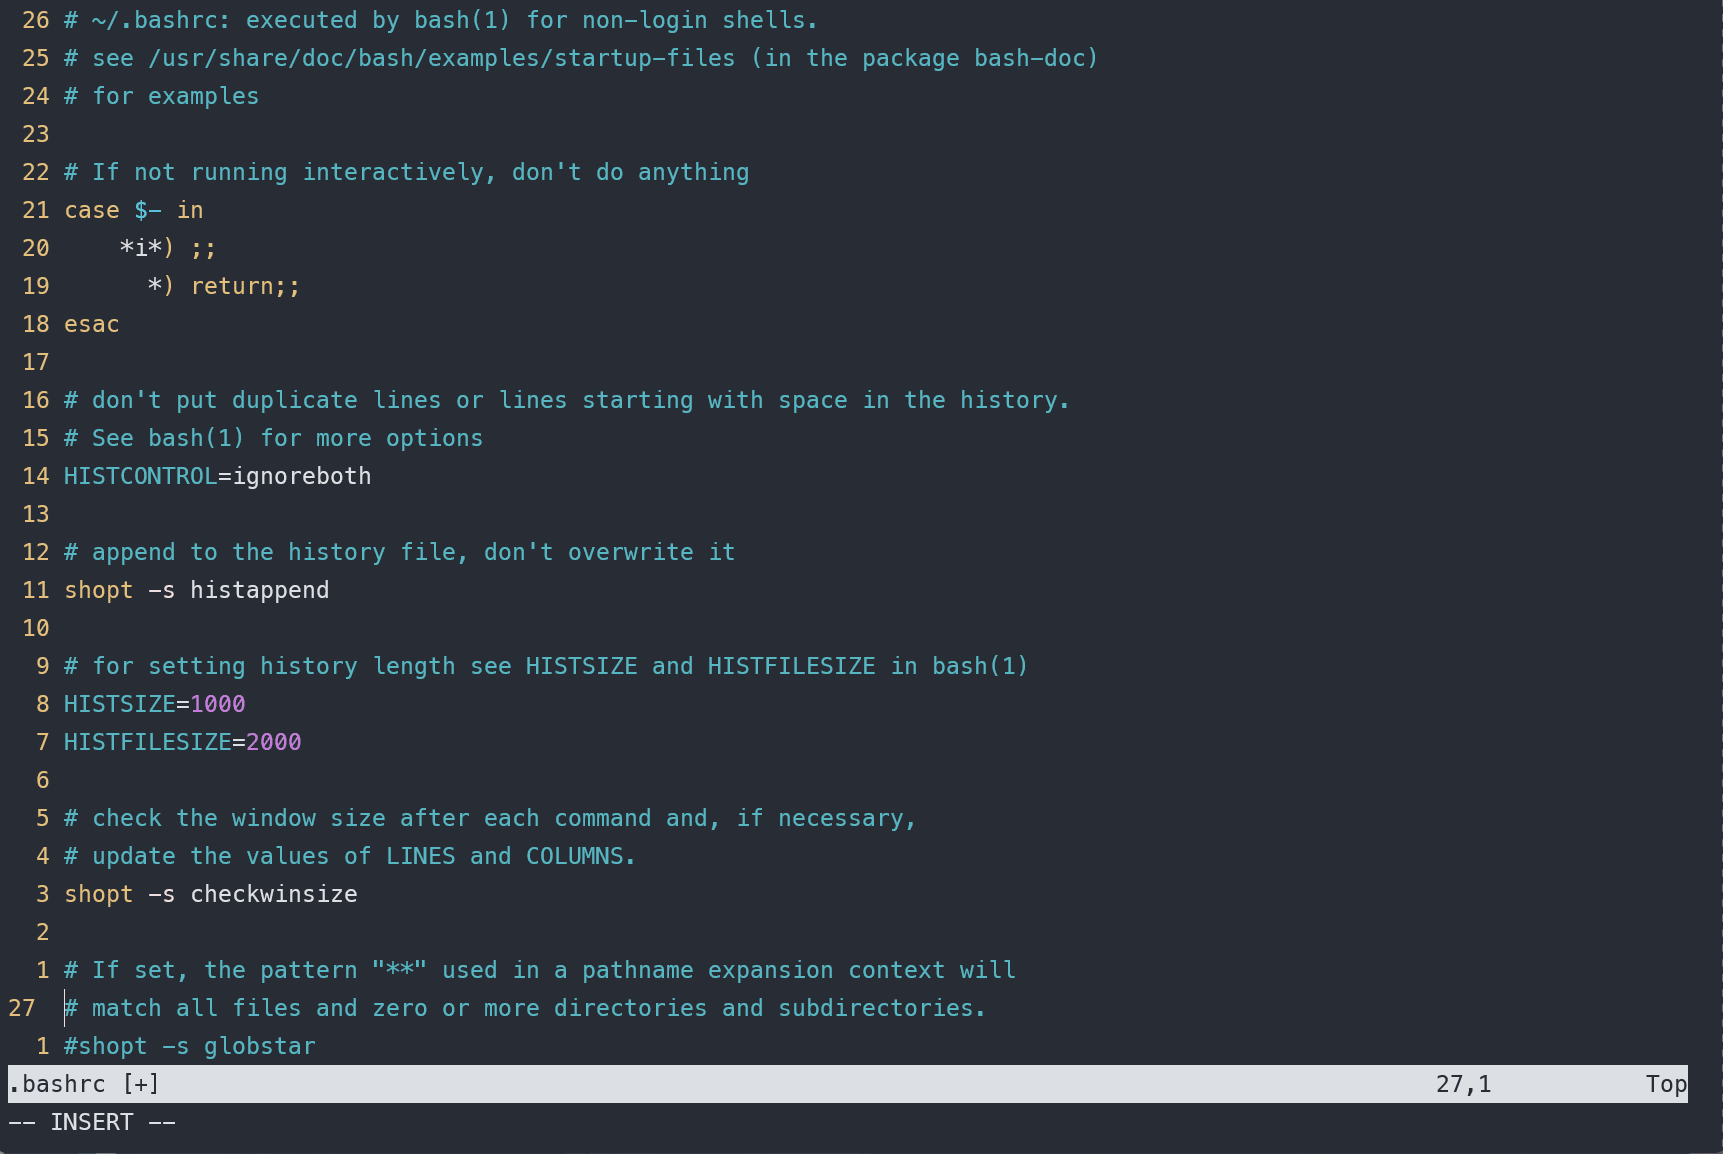 26 # ~/.bashrc: executed by bash(1) for non-login shells.
25 # see /usr/share/doc/bash/examples/startup-files (in the package bash-doc)
24 # for examples
23
22 # If not running interactively, don't do anything
21 case $- in
20     *i*) ;;
19       *) return;;
18 esac
17
16 # don't put duplicate lines or lines starting with space in the history.
15 # See bash(1) for more options
14 HISTCONTROL=ignoreboth
13
12 # append to the history file, don't overwrite it
11 shopt -s histappend
10
9 # for setting history length see HISTSIZE and HISTFILESIZE in bash(1)
8 HISTSIZE=1000
7 HISTFILESIZE=2000
6
5 # check the window size after each command and, if necessary,
4 # update the values of LINES and COLUMNS.
3 shopt -s checkwinsize
2
1 # If set, the pattern "**" used in a pathname expansion context will
27  # match all files and zero or more directories and subdirectories.
1 #shopt -s globstar
.bashrc [+] 27,1 Top
-- INSERT --